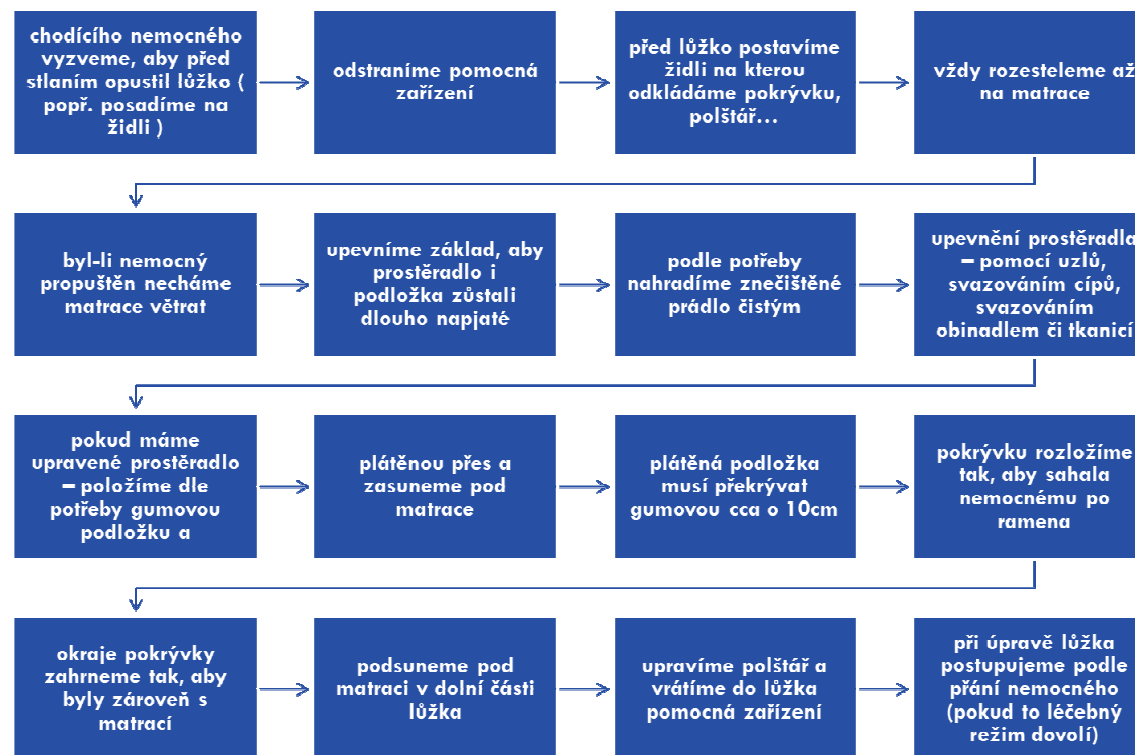 chodícího nemocného
vyzveme, aby před
stlaním opustil lůžko (
popř. posadíme na
židli )
odstraníme pomocná
zařízení
před lůžko postavíme
židli na kterou
odkládáme pokrývku,
polštář…
vždy rozesteleme až
na matrace
byl-li nemocný
propuštěn necháme
matrace větrat
upevníme základ, aby
prostěradlo i
podložka zůstali
dlouho napjaté
podle potřeby
nahradíme znečištěné
prádlo čistým
upevnění prostěradla
– pomocí uzlů,
svazováním cípů,
svazováním
obinadlem či tkanicí
pokud máme
upravené prostěradlo
– položíme dle
potřeby gumovou
podložku a
plátěnou přes a
zasuneme pod
matrace
plátěná podložka
musí překrývat
gumovou cca o 10cm
pokrývku rozložíme
tak, aby sahala
nemocnému po
ramena
okraje pokrývky
zahrneme tak, aby
byly zároveň s
matrací
podsuneme pod
matraci v dolní části
lůžka
upravíme polštář a
vrátíme do lůžka
pomocná zařízení
při úpravě lůžka
postupujeme podle
přání nemocného
(pokud to léčebný
režim dovolí)